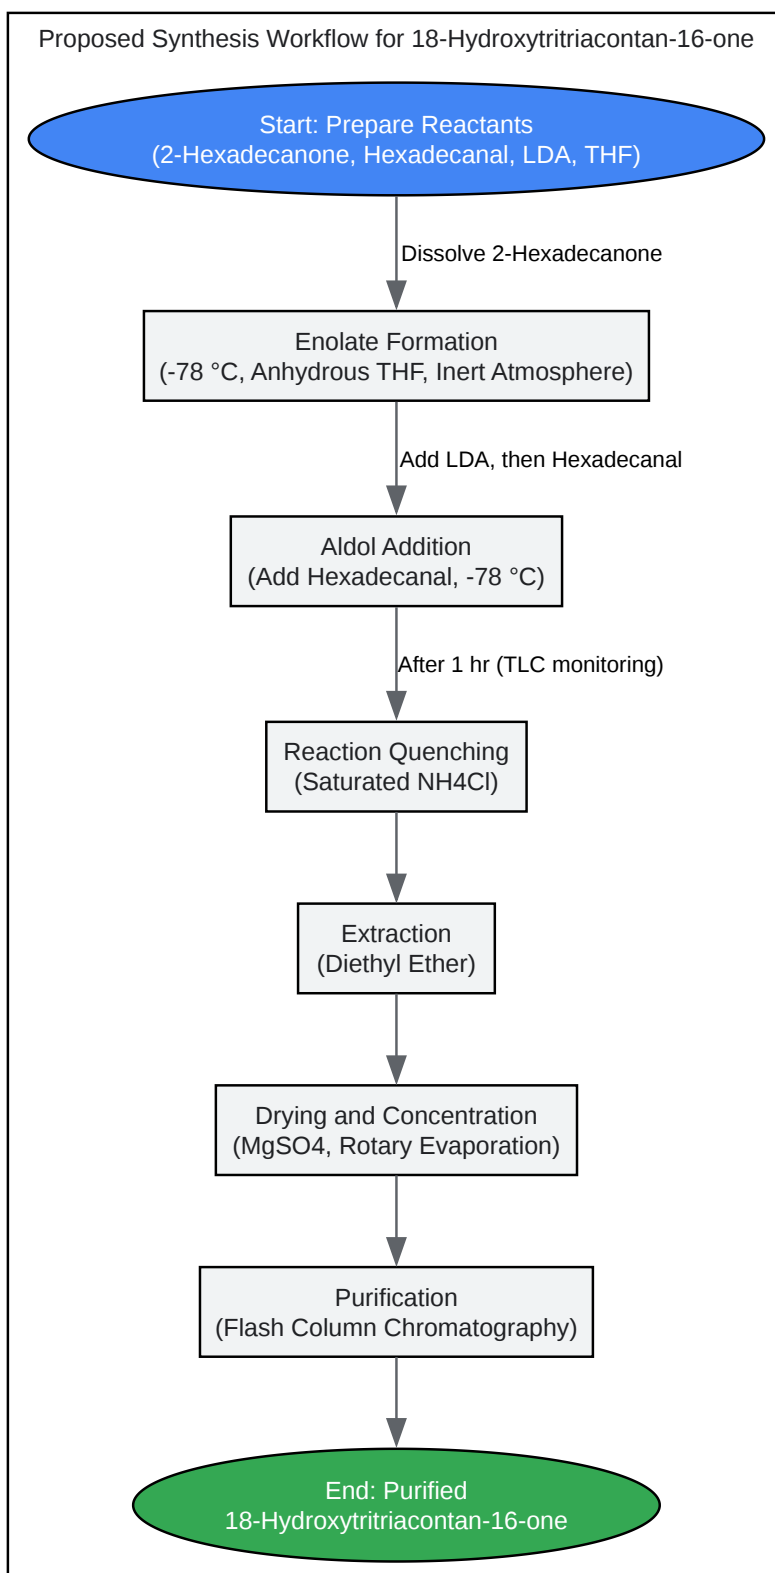 Proposed Synthesis Workflow for 18-Hydroxytritriacontan-16-one
Start: Prepare Reactants
(2-Hexadecanone, Hexadecanal, LDA, THF)
Dissolve 2-Hexadecanone
Enolate Formation
(-78 °C, Anhydrous THF, Inert Atmosphere)
Add LDA, then Hexadecanal
Aldol Addition
(Add Hexadecanal, -78 °C)
After 1 hr (TLC monitoring)
Reaction Quenching
(Saturated NH4Cl)
Extraction
(Diethyl Ether)
Drying and Concentration
(MgSO4, Rotary Evaporation)
Purification
(Flash Column Chromatography)
End: Purified
18-Hydroxytritriacontan-16-one